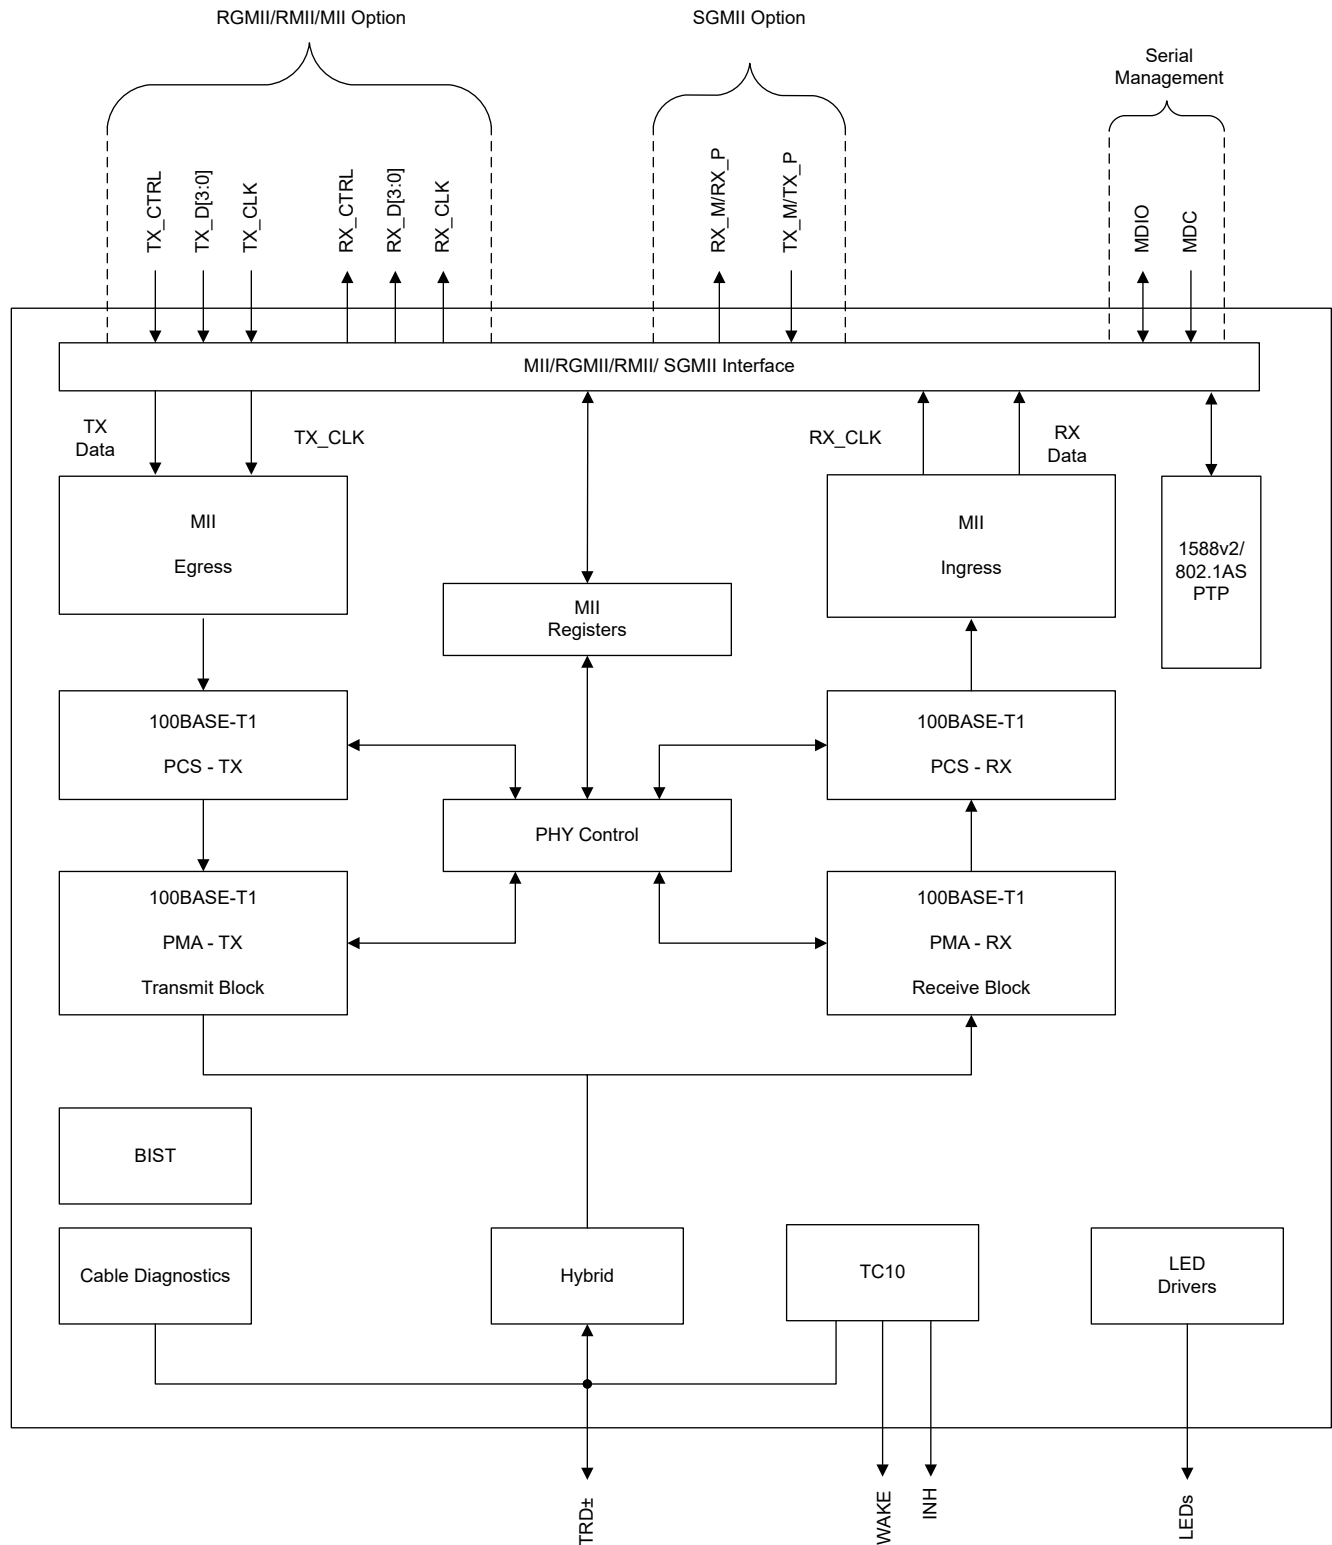 RGMII/RMII/MII Option
SGMII Option
Serial
Management
TX_CTRL
TX_D[3:0]
TX_CLK
RX_CTRL
RX_D[3:0]
RX_CLK
RX_M/RX_P
TX_M/TX_P
MDIO
MDC
MII/RGMII/RMII/ SGMII Interface
TX
Data
TX_CLK
RX_CLK
RX
Data
MII
Egress
MII
Registers
MII
Ingress
1588v2/
802.1AS
PTP
100BASE-T1
PCS - TX
100BASE-T1
PCS - RX
PHY Control
100BASE-T1
PMA - TX
Transmit Block
100BASE-T1
PMA - RX
Receive Block
BIST
Cable Diagnostics
Hybrid
TC10
LED
Drivers
TRD±
WAKE
INH
LEDs